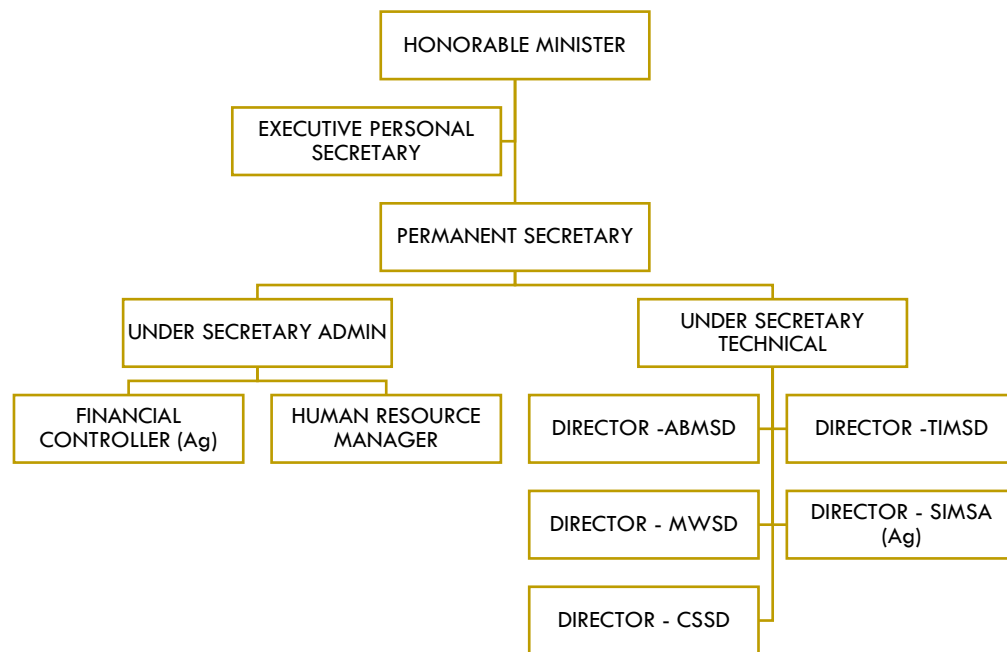 HONORABLE MINISTER
EXECUTIVE PERSONAL
SECRETARY
PERMANENT SECRETARY
UNDER SECRETARY ADMIN
UNDER SECRETARY
TECHNICAL
FINANCIAL
CONTROLLER (Ag)
HUMAN RESOURCE
MANAGER
DIRECTOR -ABMSD
DIRECTOR -TIMSD
DIRECTOR - MWSD
DIRECTOR - SIMSA
(Ag)
DIRECTOR - CSSD